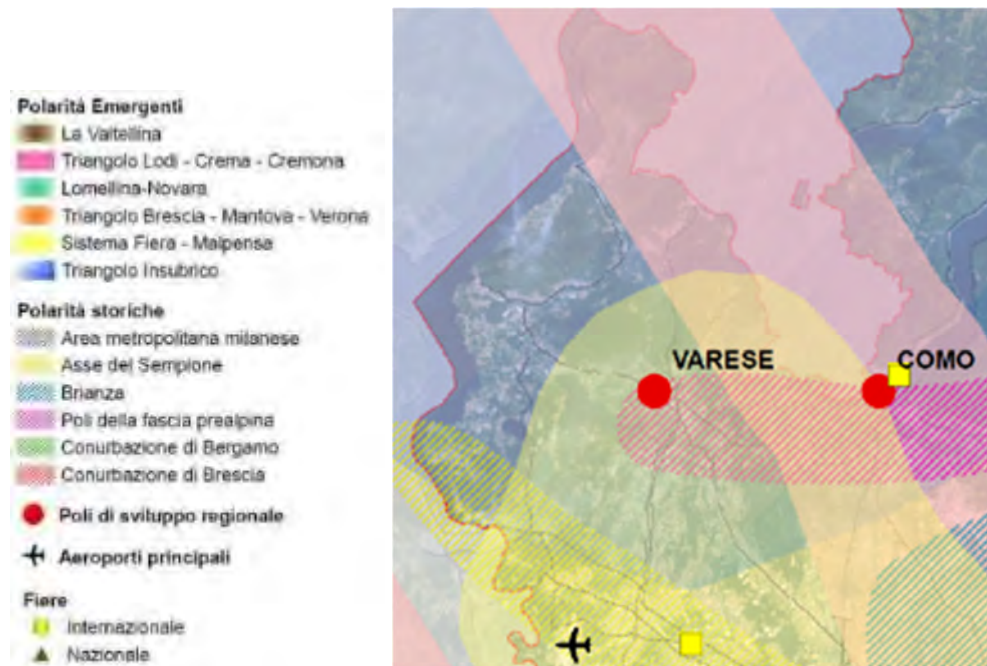 Polarità Emergenti
La Valtellina
Triangolo Lodi - Crema - Cremona
Lomellina-Novara
Triangolo Brescia - Mantova - Verona
Sistema Fiera - Malpensa
Triangolo Insubrico
Polarità storiche
Area metropolitana milanese
Asse del Sempione
Brianza
Poli della fascia prealpina
Conurbazione di Bergamo
Conurbazione di Brescia
Poli di sviluppo regionale
Aeroporti principali
Fiere
Internazionale
Nazionale
VARESE
COMO